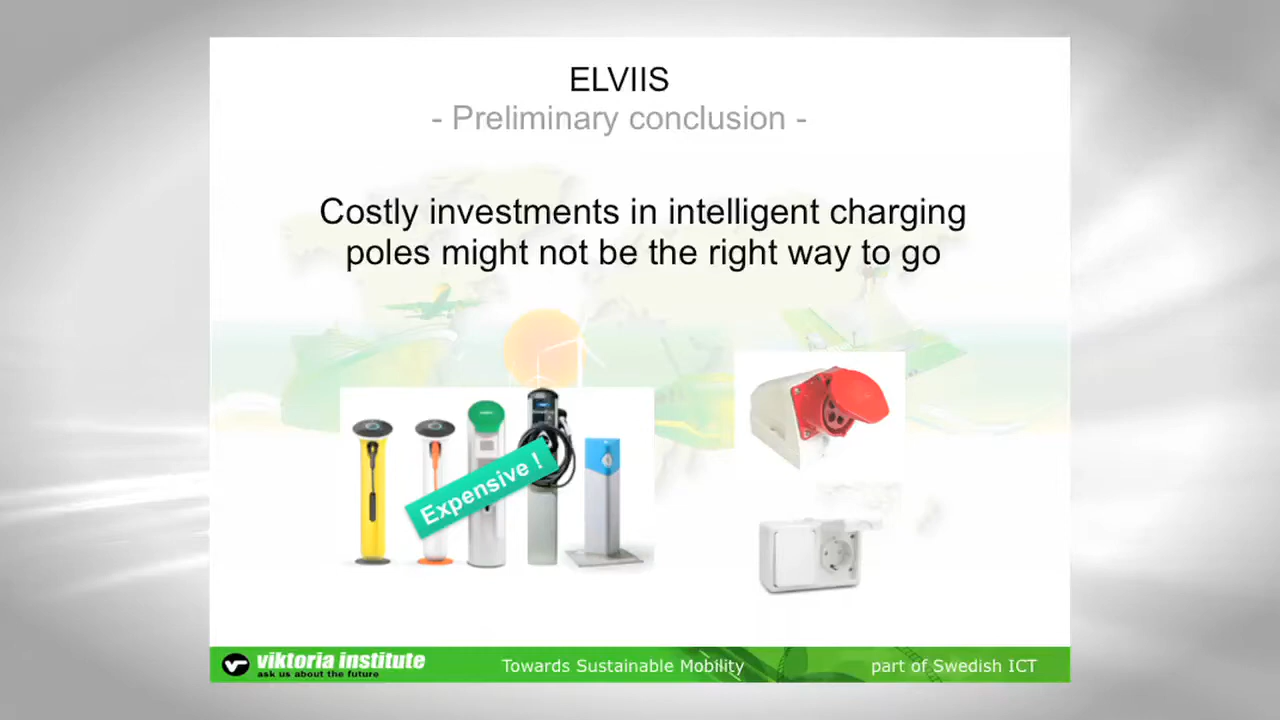 ELVIIS
- Preliminary conclusion -
Costly investments in intelligent charging
poles might not be the right way to go
Expensive !
viktoria institute
ask us about the future
Towards Sustainable Mobility
part of Swedish ICT